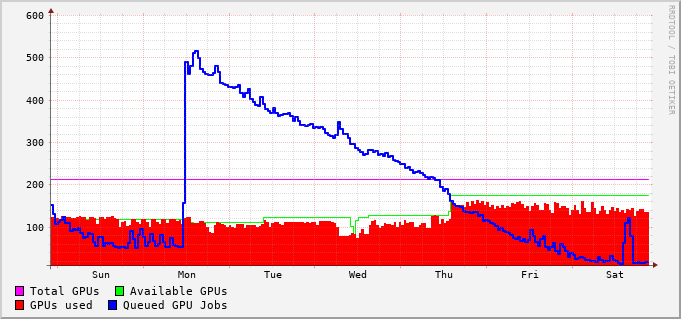 600
500
400
300
200
100
Sun Mon Tue Wed Thu Fri Sat
Total GPUs Available GPUs
GPUs used Queued GPU Jobs
RRDTOOL / TOBI OETIKER